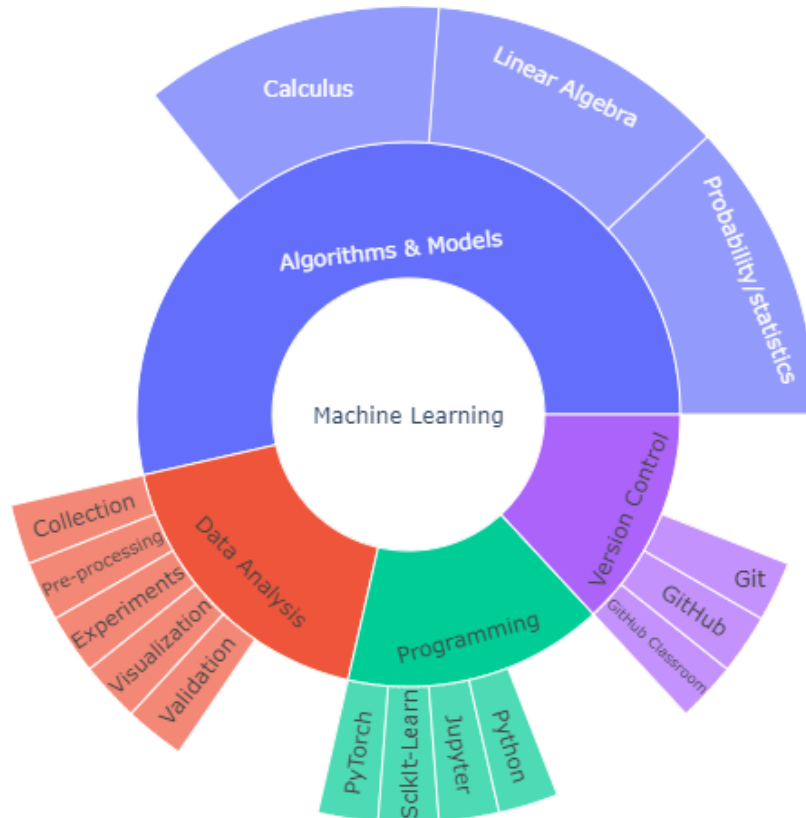 Calculus
Linear Algebra
Probability/statistics
Algorithms & Models
Machine Learning
Version Control
Git
GitHub
GitHub Classroom
Data Analysis
Collection
Pre-processing
Experiments
Visualization
Validation
Programming
PyTorch
ScikIt-Learn
Jupyter
Python